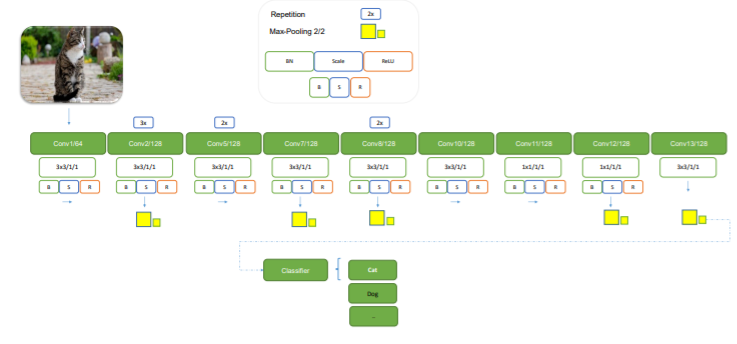 Repetition
2x
Max-Pooling 2/2
BN
Scale
ReLU
B
S
R
3x
2x
2x
Conv1/64
Conv2/128
Conv5/128
Conv7/128
Conv8/128
Conv10/128
Conv11/128
Conv12/128
Conv13/128
3x3/1/1
3x3/1/1
3x3/1/1
3x3/1/1
3x3/1/1
3x3/1/1
1x1/1/1
1x1/1/1
3x3/1/1
B S R
B S R
B S R
B S R
B S R
B S R
B S R
B S R
Classifier
Cat
Dog
..